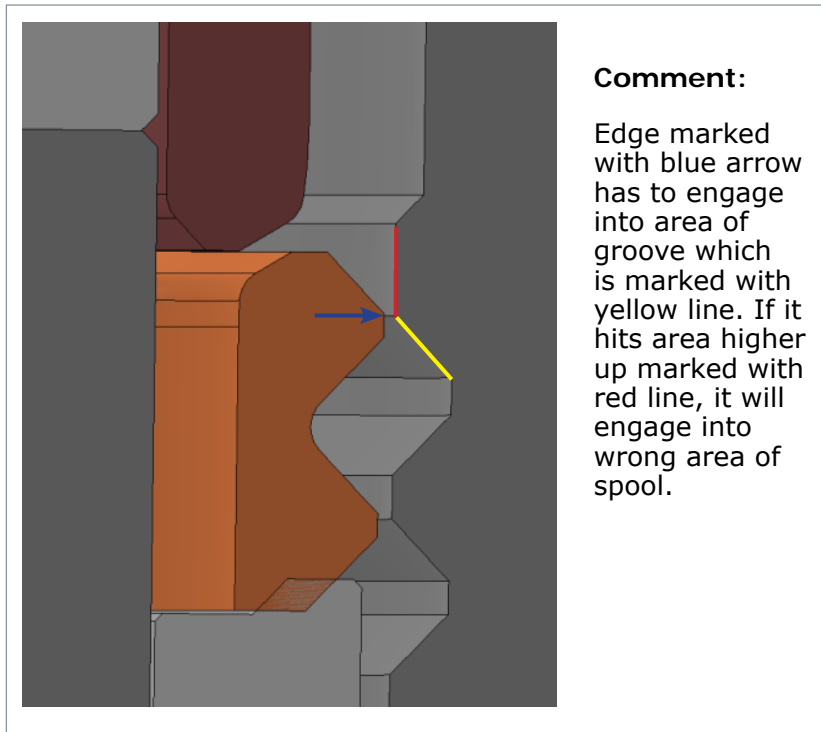 Comment:
Edge marked
with blue arrow
has to engage
into area of
groove which
is marked with
yellow line. If it
hits area higher
up marked with
red line, it will
engage into
wrong area of
spool.